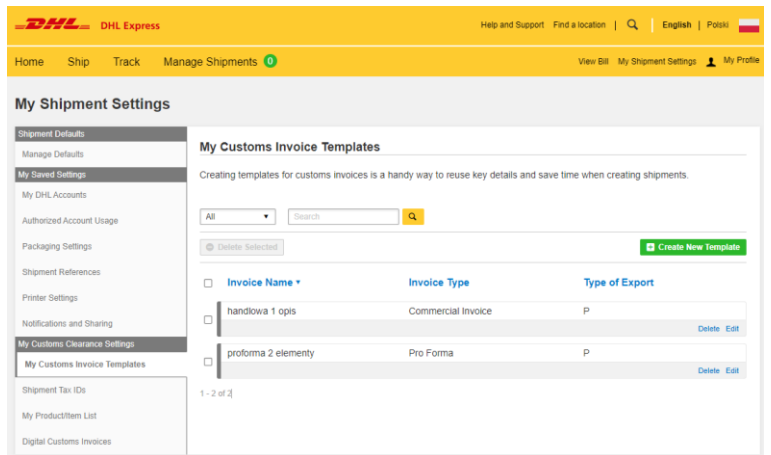 DHL DHL Express
Help and Support Find a location | English | Polski
Home Ship Track Manage Shipments 0
View Bill My Shipment Settings My Profile
My Shipment Settings
Shipment Defaults
Manage Defaults
My Saved Settings
My DHL Accounts
Authorized Account Usage
Packaging Settings
Shipment References
Printer Settings
Notifications and Sharing
My Customs Clearance Settings
My Customs Invoice Templates
Shipment Tax IDs
My Product/Item List
Digital Customs Invoices
My Customs Invoice Templates
Creating templates for customs invoices is a handy way to reuse key details and save time when creating shipments.
All Search
Delete Selected Create New Template
Invoice Name Invoice Type Type of Export
handlowa 1 opis Commercial Invoice P
Delete Edit
proforma 2 elementy Pro Forma P
Delete Edit
1 - 2 of 2